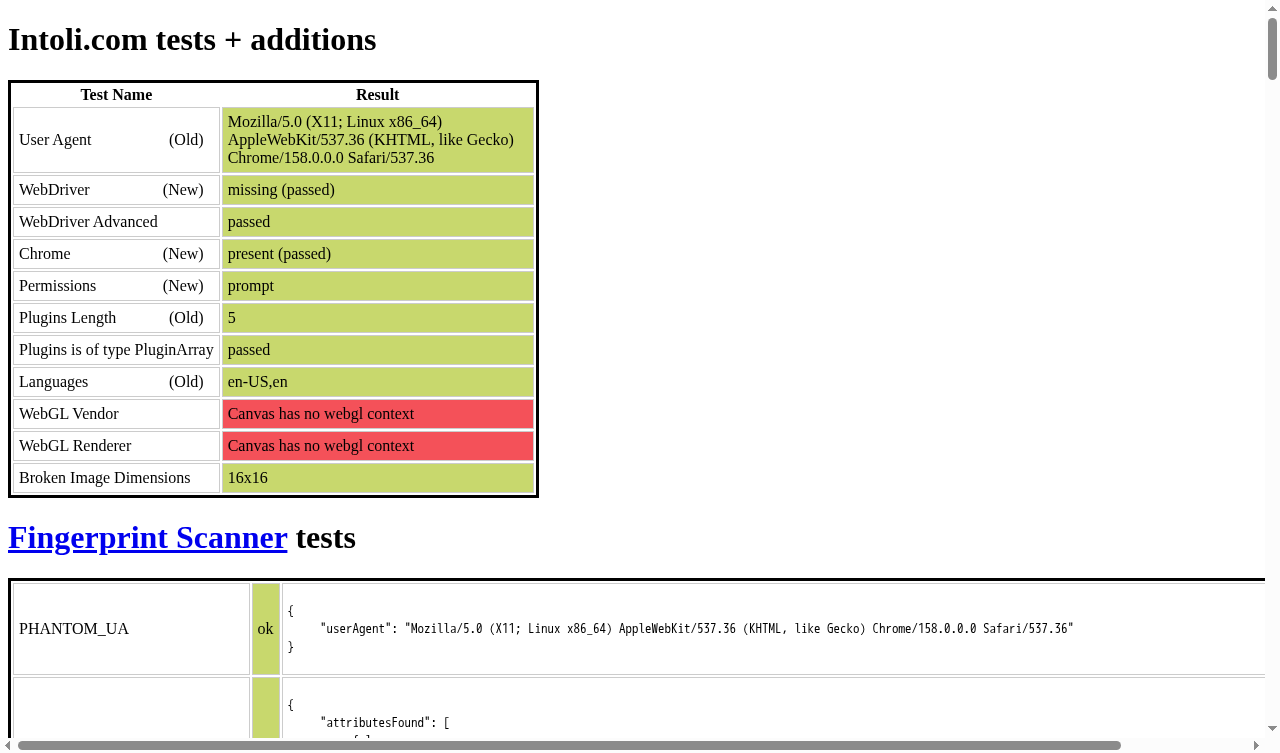 Intoli.com tests + additions
Test Name Result
User Agent (Old) Mozilla/5.0 (X11; Linux x86_64)
AppleWebKit/537.36 (KHTML, like Gecko)
Chrome/158.0.0.0 Safari/537.36
WebDriver (New) missing (passed)
WebDriver Advanced passed
Chrome (New) present (passed)
Permissions (New) prompt
Plugins Length (Old) 5
Plugins is of type PluginArray passed
Languages (Old) en-US,en
WebGL Vendor Canvas has no webgl context
WebGL Renderer Canvas has no webgl context
Broken Image Dimensions 16x16
Fingerprint Scanner tests
PHANTOM_UA ok {
"userAgent": "Mozilla/5.0 (X11; Linux x86_64) AppleWebKit/537.36 (KHTML, like Gecko) Chrome/158.0.0.0 Safari/537.36"
}
{
"attributesFound": [